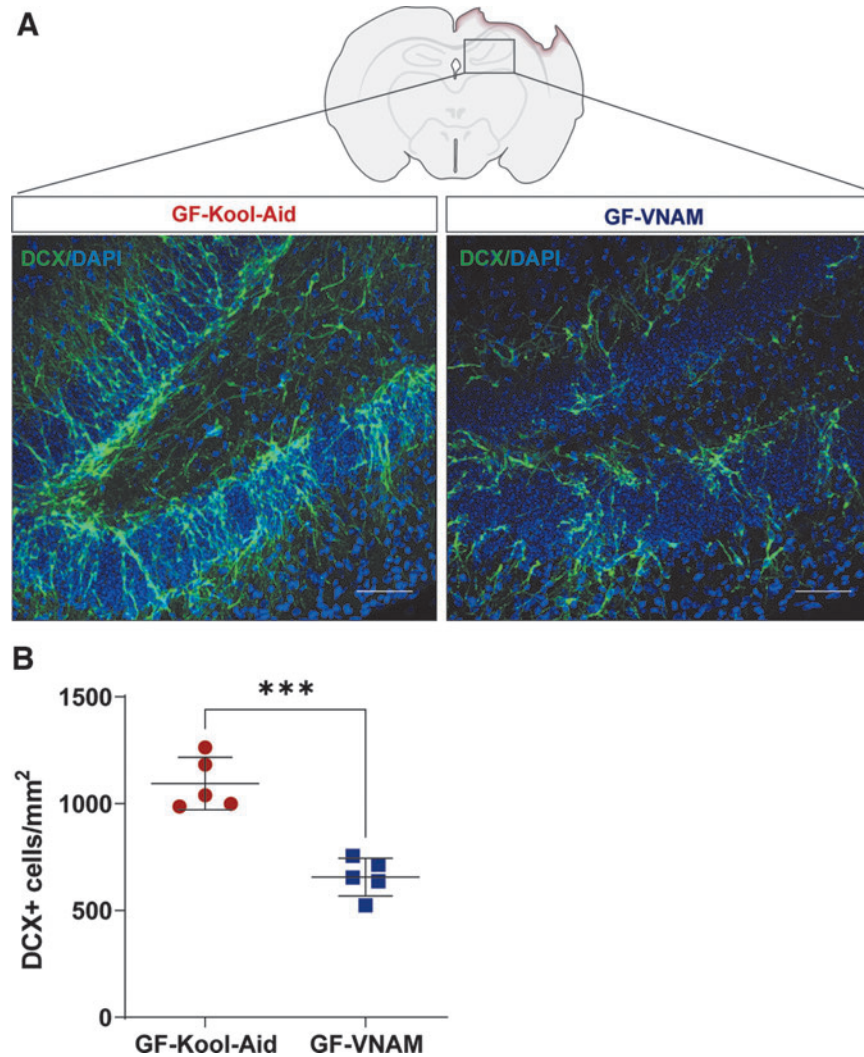 A
GF-Kool-Aid GF-VNAM
DCX/DAPI DCX/DAPI
B
***
1500
1000
500
0
DCX+ cells/mm²
GF-Kool-Aid GF-VNAM